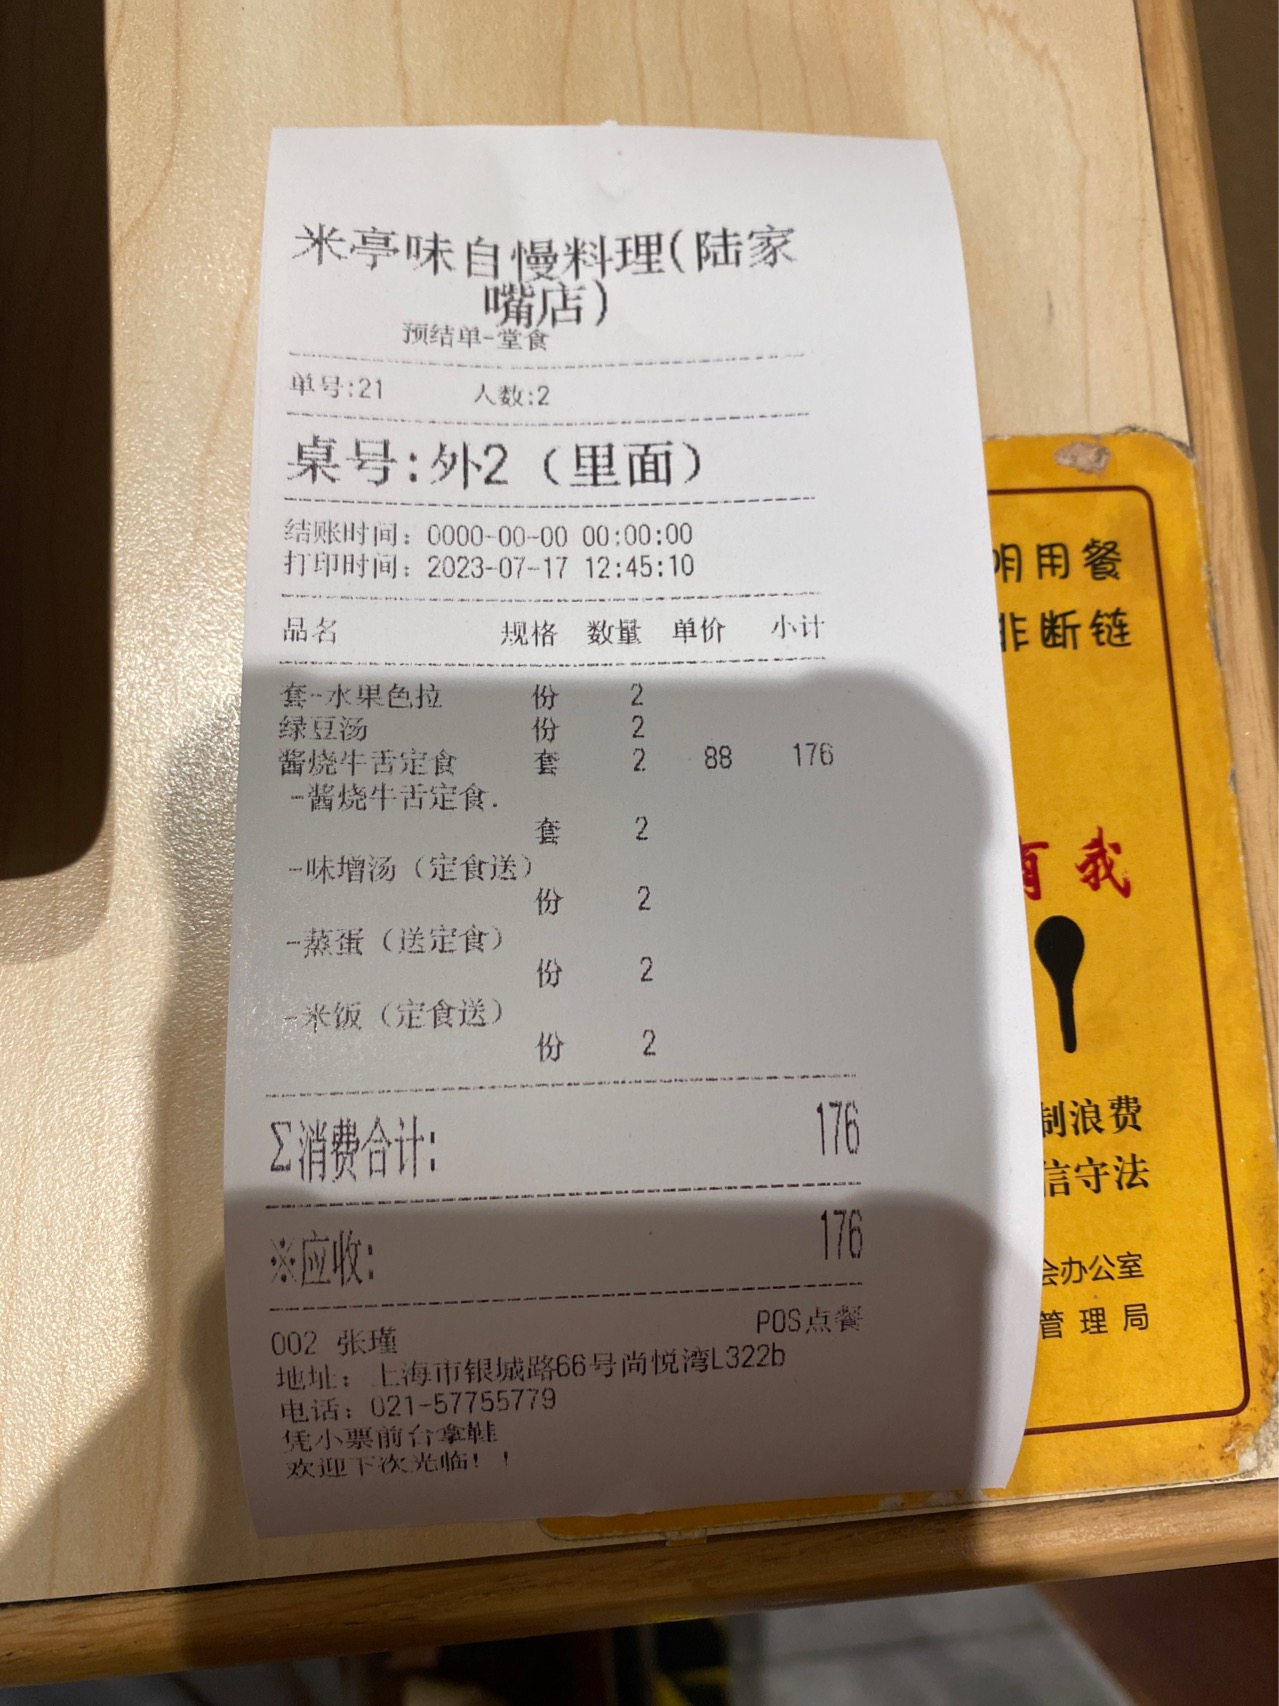 米亭味自慢料理(陆家
嘴店)
预结单-堂食
单号:21 人数:2
桌号:外2（里面）
结账时间: 0000-00-00 00:00:00
打印时间: 2023-07-17 12:45:10
品名 规格 数量 单价 小计
套-水果色拉 份 2
绿豆汤 份 2
酱烧牛舌定食 套 2 88 176
-酱烧牛舌定食.
套 2
-味增汤（定食送）
份 2
-蒸蛋（送定食）
份 2
-米饭（定食送）
份 2
Σ消费合计: 176
※应收: 176
002 张瑾 POS点餐
地址: 上海市银城路66号尚悦湾L322b
电话: 021-57755779
凭小票前台拿鞋
欢迎下次光临！！
明用餐
非断链
有我
制浪费
信守法
会办公室
管理局